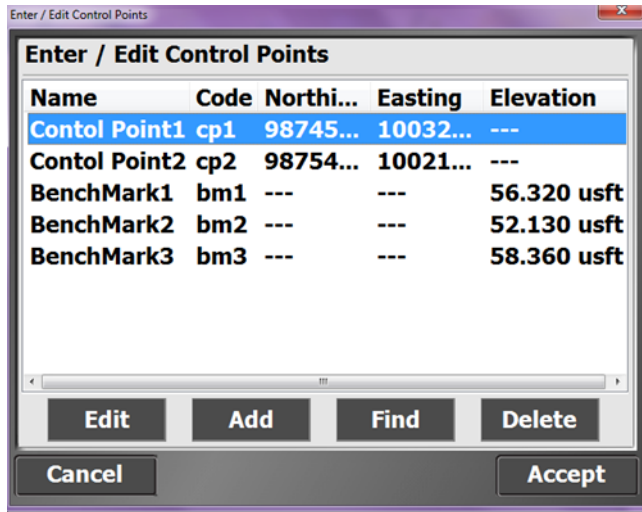 Enter / Edit Control Points
Enter / Edit Control Points
Name Code Northi... Easting Elevation
Contol Point1 cp1 98745... 10032... ---
Contol Point2 cp2 98754... 10021... ---
BenchMark1 bm1 --- --- 56.320 usft
BenchMark2 bm2 --- --- 52.130 usft
BenchMark3 bm3 --- --- 58.360 usft
Edit Add Find Delete
Cancel Accept